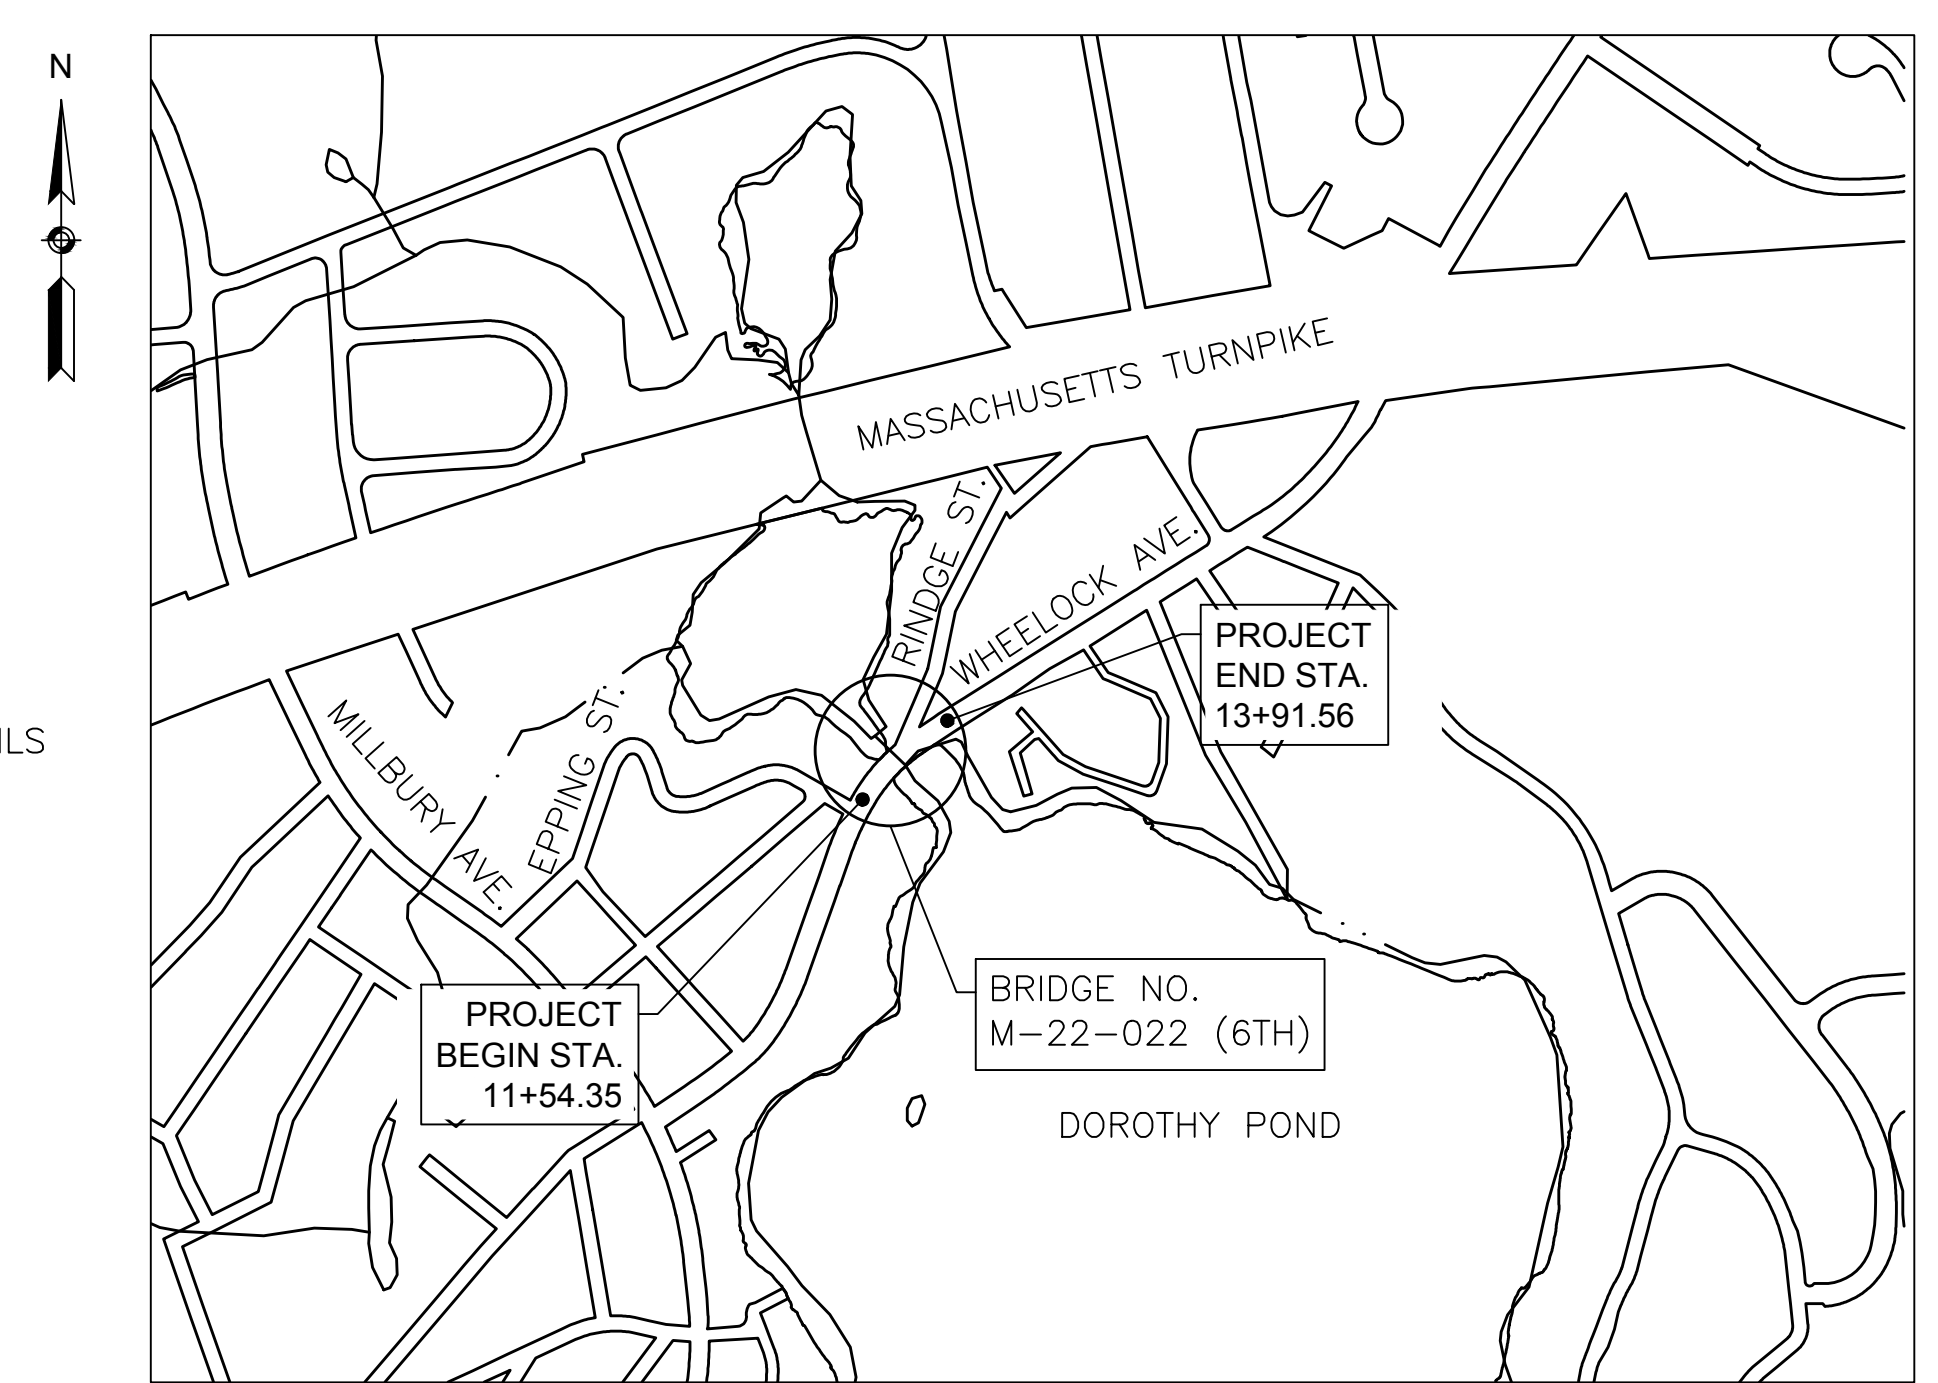 N
MASSACHUSETTS TURNPIKE
RINDGE ST.
WHEELOCK AVE.
PROJECT
END STA.
13+91.56
MILLBURY AVE.
EPPING ST.
ILS
BRIDGE NO.
M-22-022 (6TH)
PROJECT
BEGIN STA.
11+54.35
DOROTHY POND